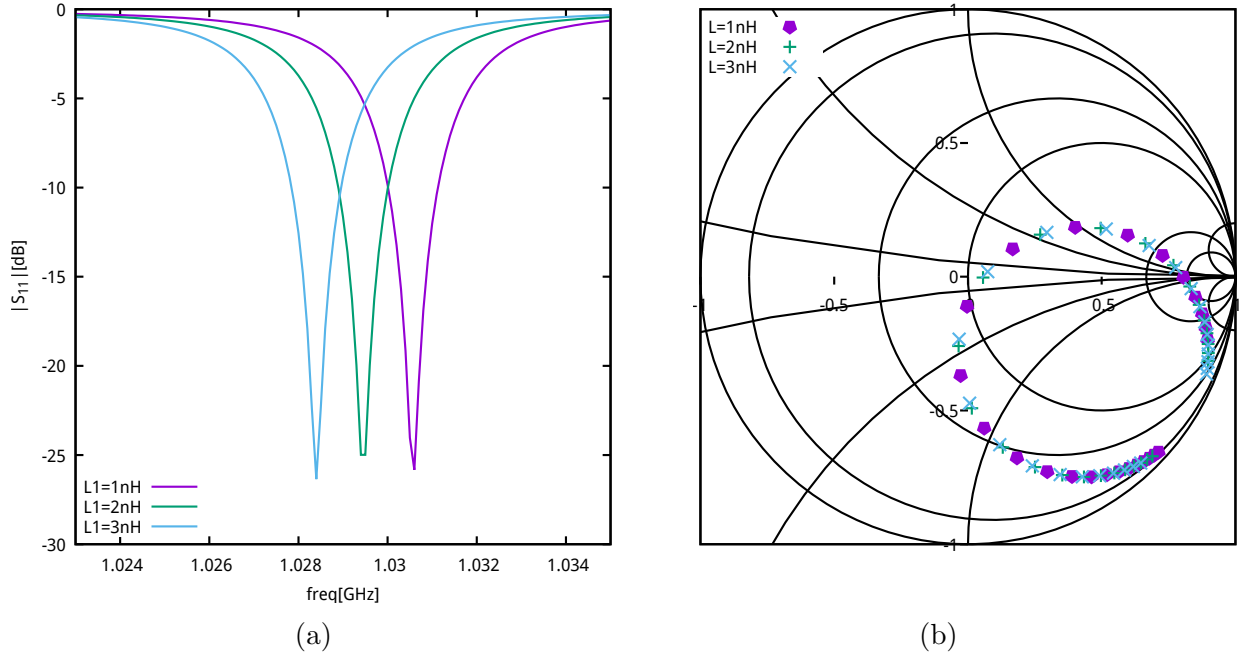 0
-5
-10
-15
-20
-25
-30
|S11|[dB]
1.024 1.026 1.028 1.03 1.032 1.034
freq[GHz]
L1=1nH
L1=2nH
L1=3nH
(a)
L=1nH
L=2nH
L=3nH
1
0.5
0
-0.5
-1
-1 -0.5 0.5 1
(b)